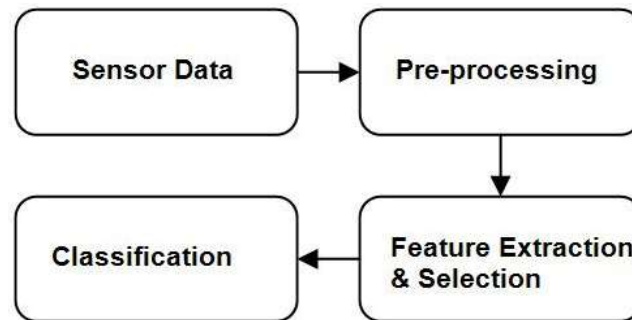 Sensor Data
Pre-processing
Feature Extraction
& Selection
Classification